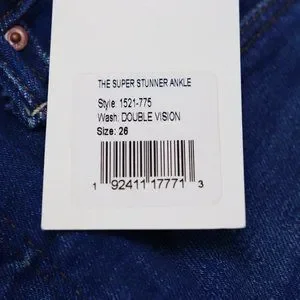 THE SUPER STUNNER ANKLE
Style: 1521-775
Wash: DOUBLE VISION
Size: 26
1 92411 17771 3